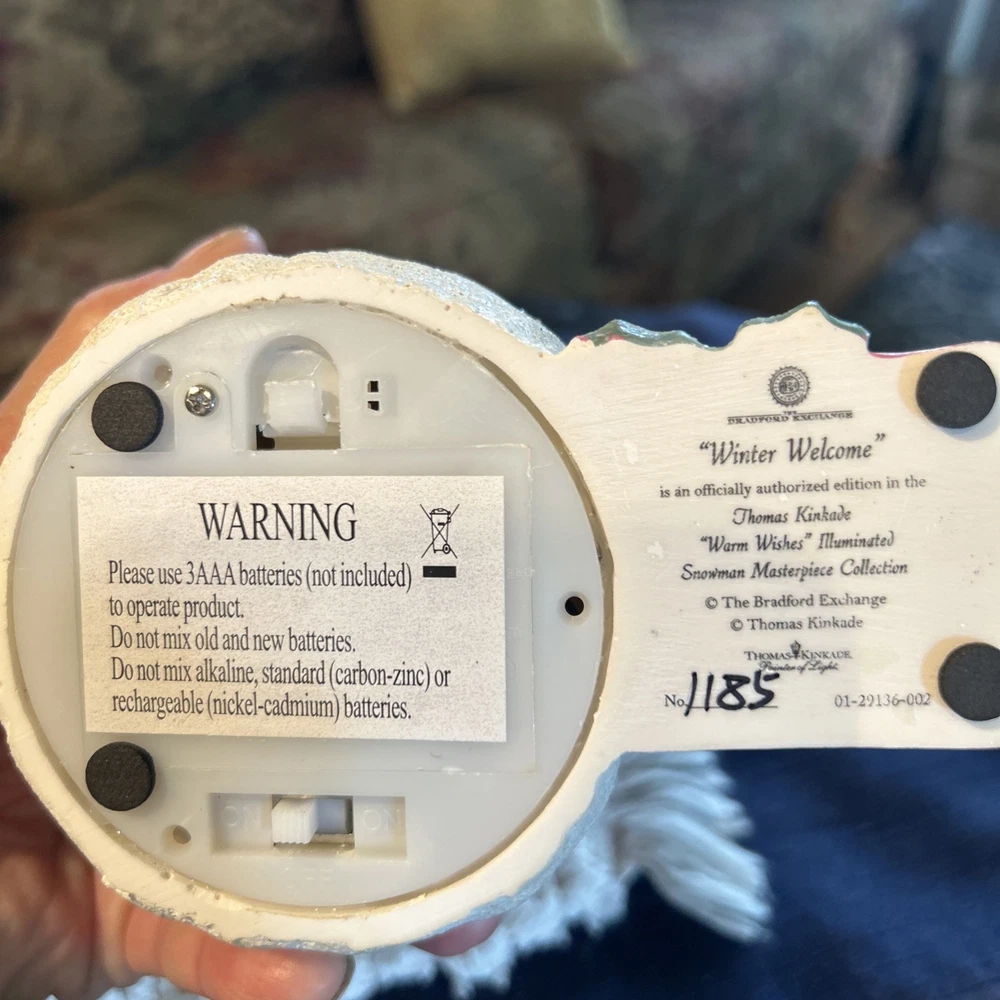 WARNING
Please use 3AAA batteries (not included)
to operate product.
Do not mix old and new batteries.
Do not mix alkaline, standard (carbon-zinc) or
rechargeable (nickel-cadmium) batteries.
ON
ON
OFF
THE
BRADFORD EXCHANGE
"Winter Welcome"
is an officially authorized edition in the
Thomas Kinkade
"Warm Wishes" Illuminated
Snowman Masterpiece Collection
© The Bradford Exchange
© Thomas Kinkade
THOMAS KINKADE
Painter of Light
No. 1185
01-29136-002